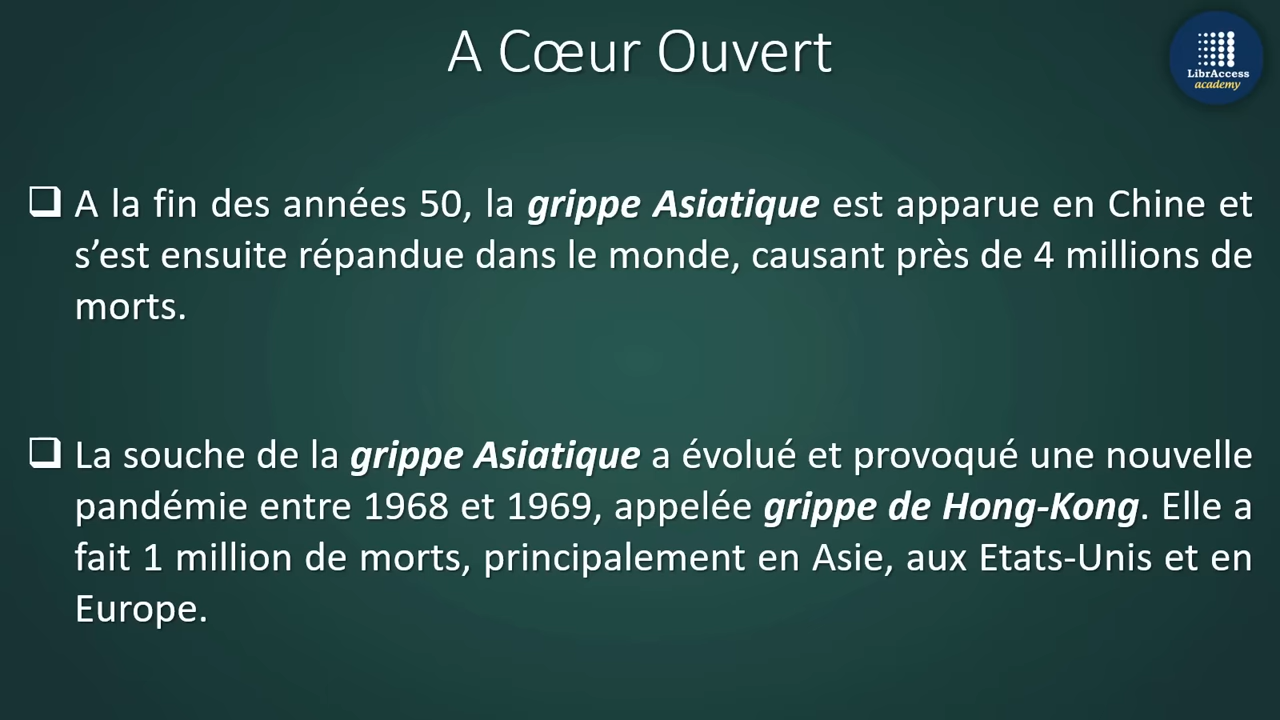 A Cœur Ouvert
LibrAccess
academy
A la fin des années 50, la grippe Asiatique est apparue en Chine et
s’est ensuite répandue dans le monde, causant près de 4 millions de
morts.
La souche de la grippe Asiatique a évolué et provoqué une nouvelle
pandémie entre 1968 et 1969, appelée grippe de Hong-Kong. Elle a
fait 1 million de morts, principalement en Asie, aux Etats-Unis et en
Europe.